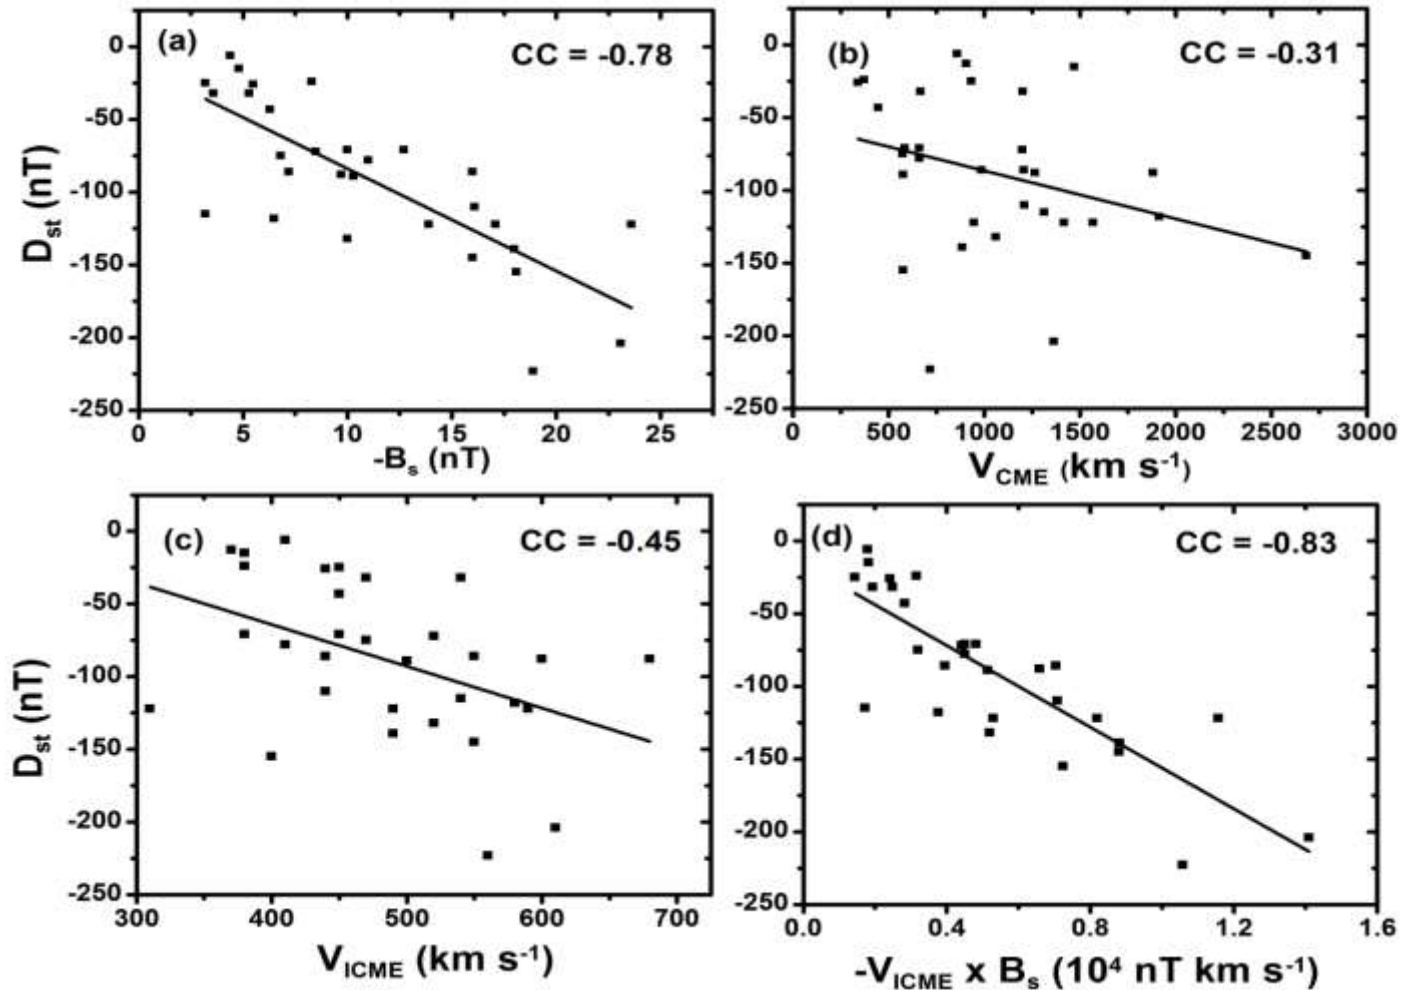 (a)
CC = -0.78
0
-50
-100
-150
-200
-250
Dst (nT)
0 5 10 15 20 25
-Bs (nT)
(b)
CC = -0.31
0
-50
-100
-150
-200
-250
0 500 1000 1500 2000 2500 3000
VCME (km s-1)
(c)
CC = -0.45
0
-50
-100
-150
-200
-250
Dst (nT)
300 400 500 600 700
VICME (km s-1)
(d)
CC = -0.83
0
-50
-100
-150
-200
-250
0.0 0.4 0.8 1.2 1.6
-VICME x Bs (10⁴ nT km s-1)